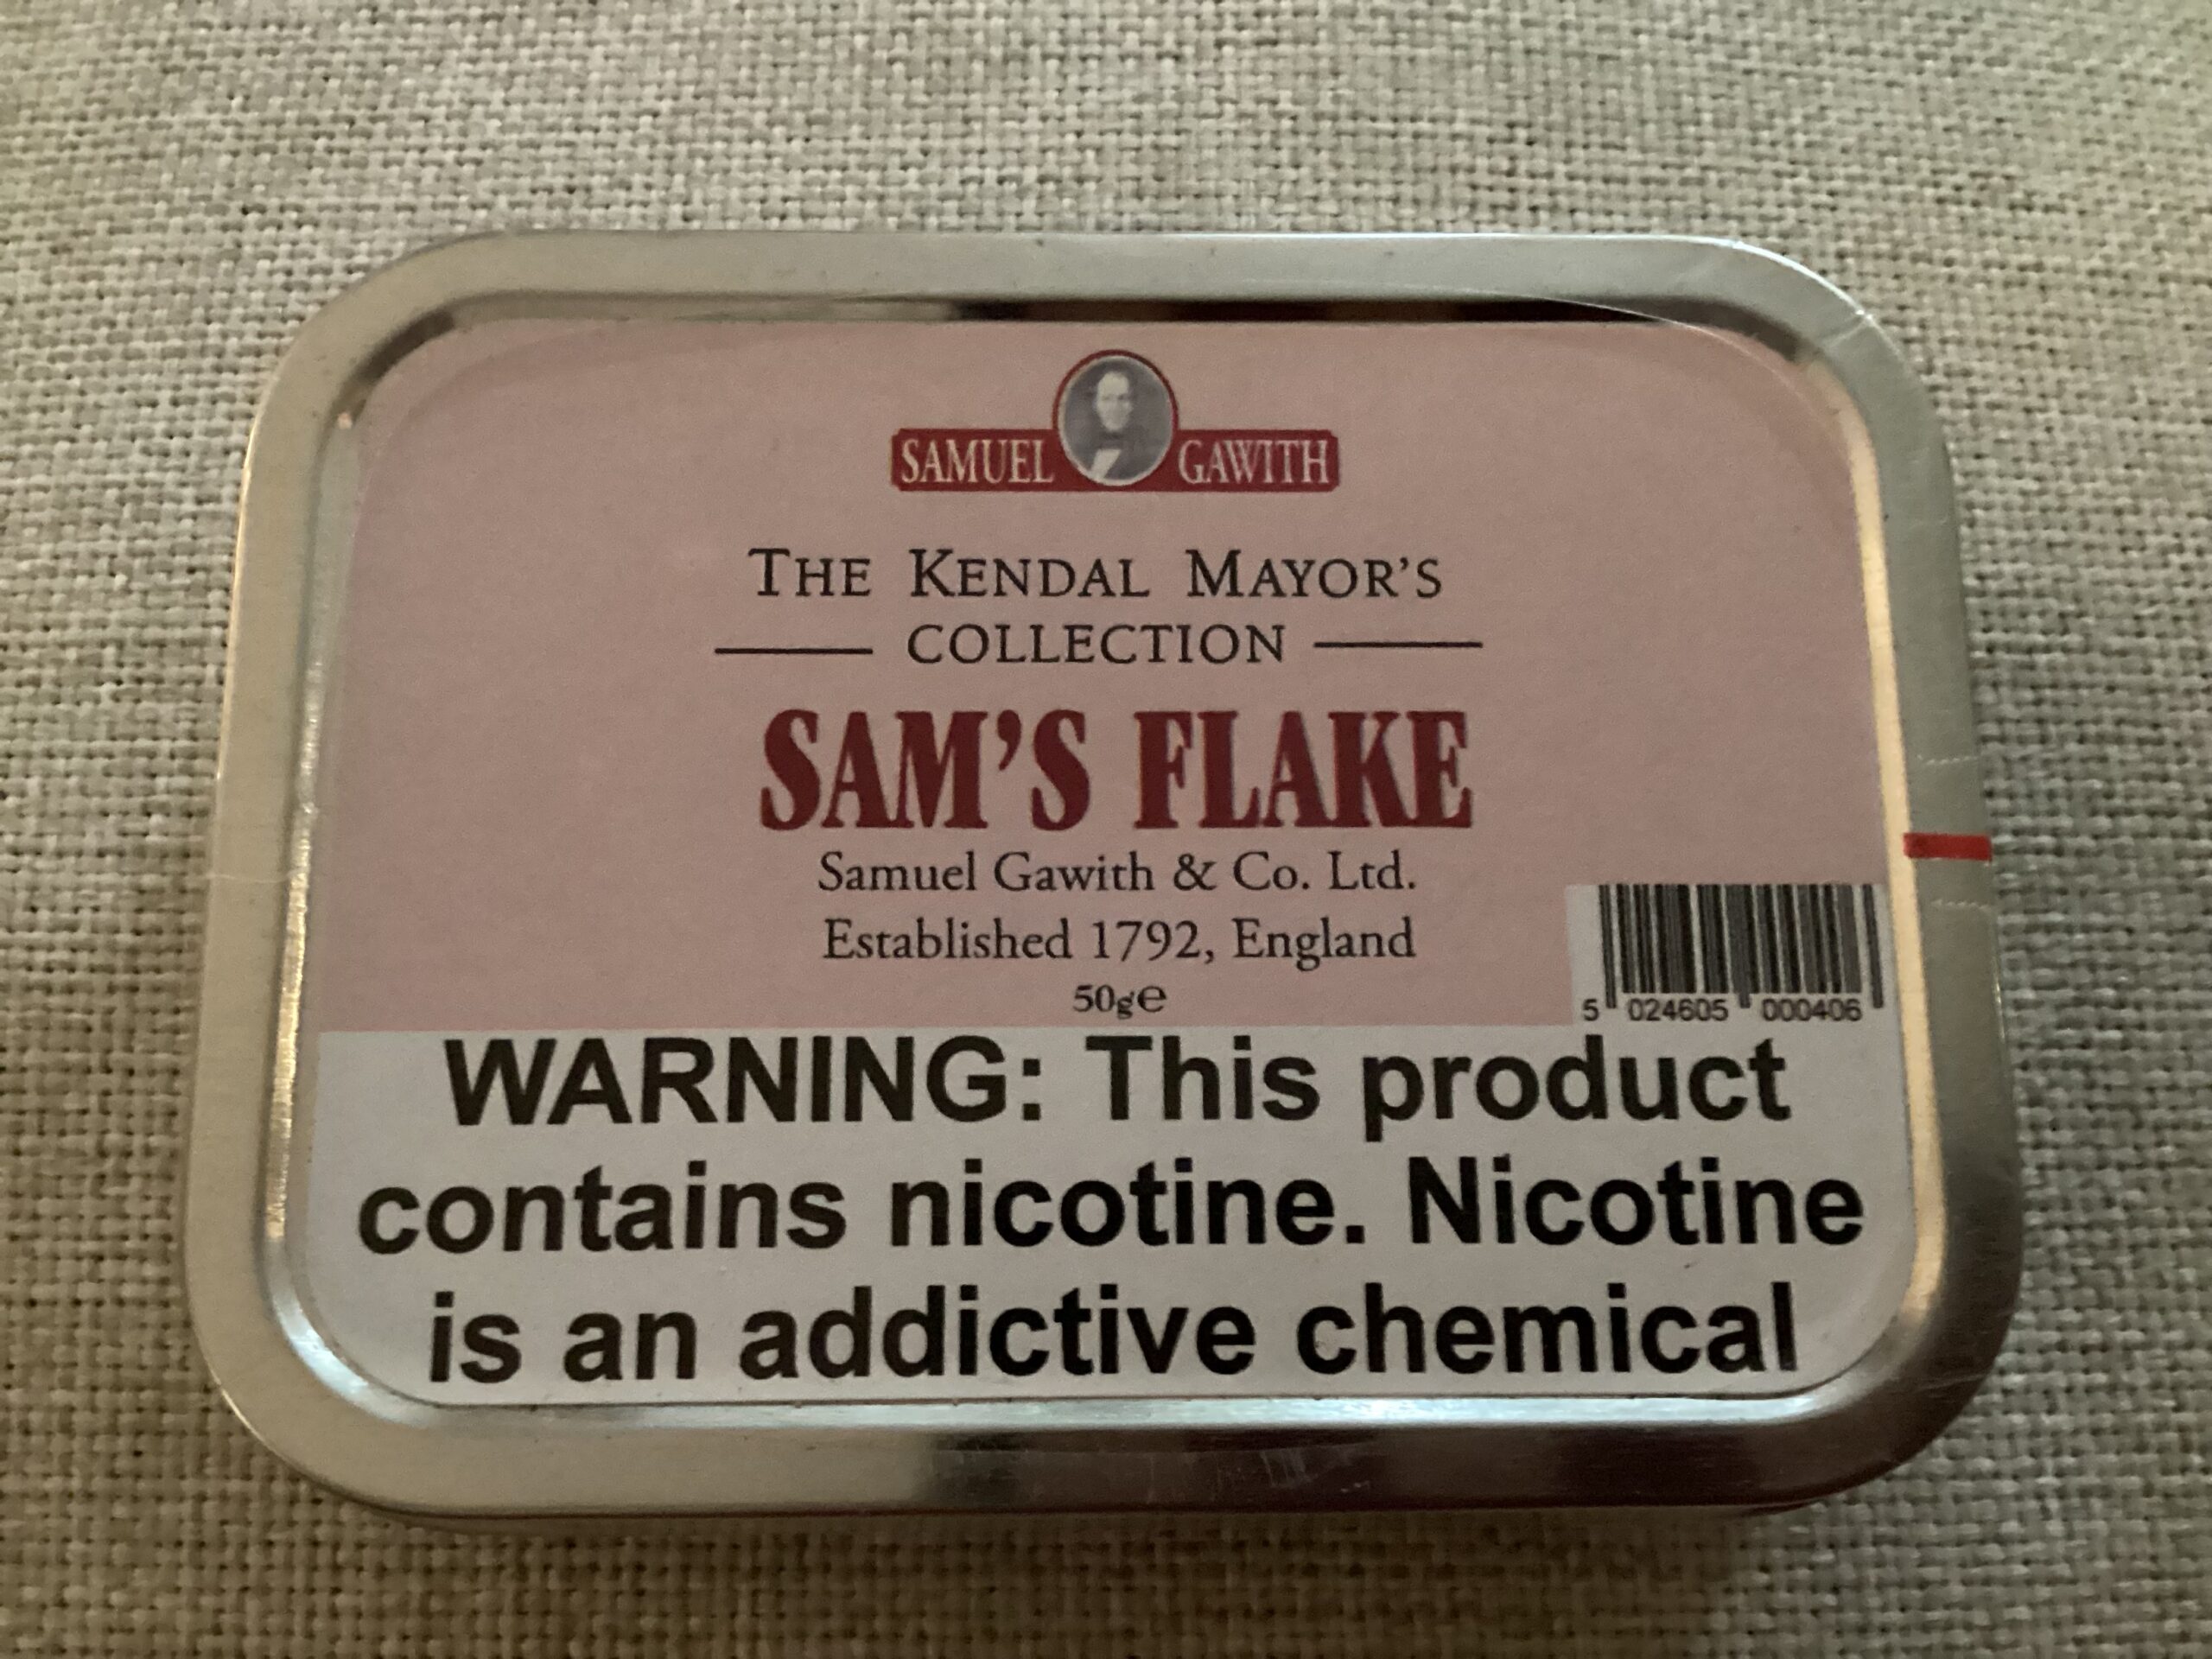 SAMUEL GAWITH
THE KENDAL MAYOR'S
COLLECTION
SAM'S FLAKE
Samuel Gawith & Co. Ltd.
Established 1792, England
50g℮
5 024605 000406
WARNING: This product
contains nicotine. Nicotine
is an addictive chemical